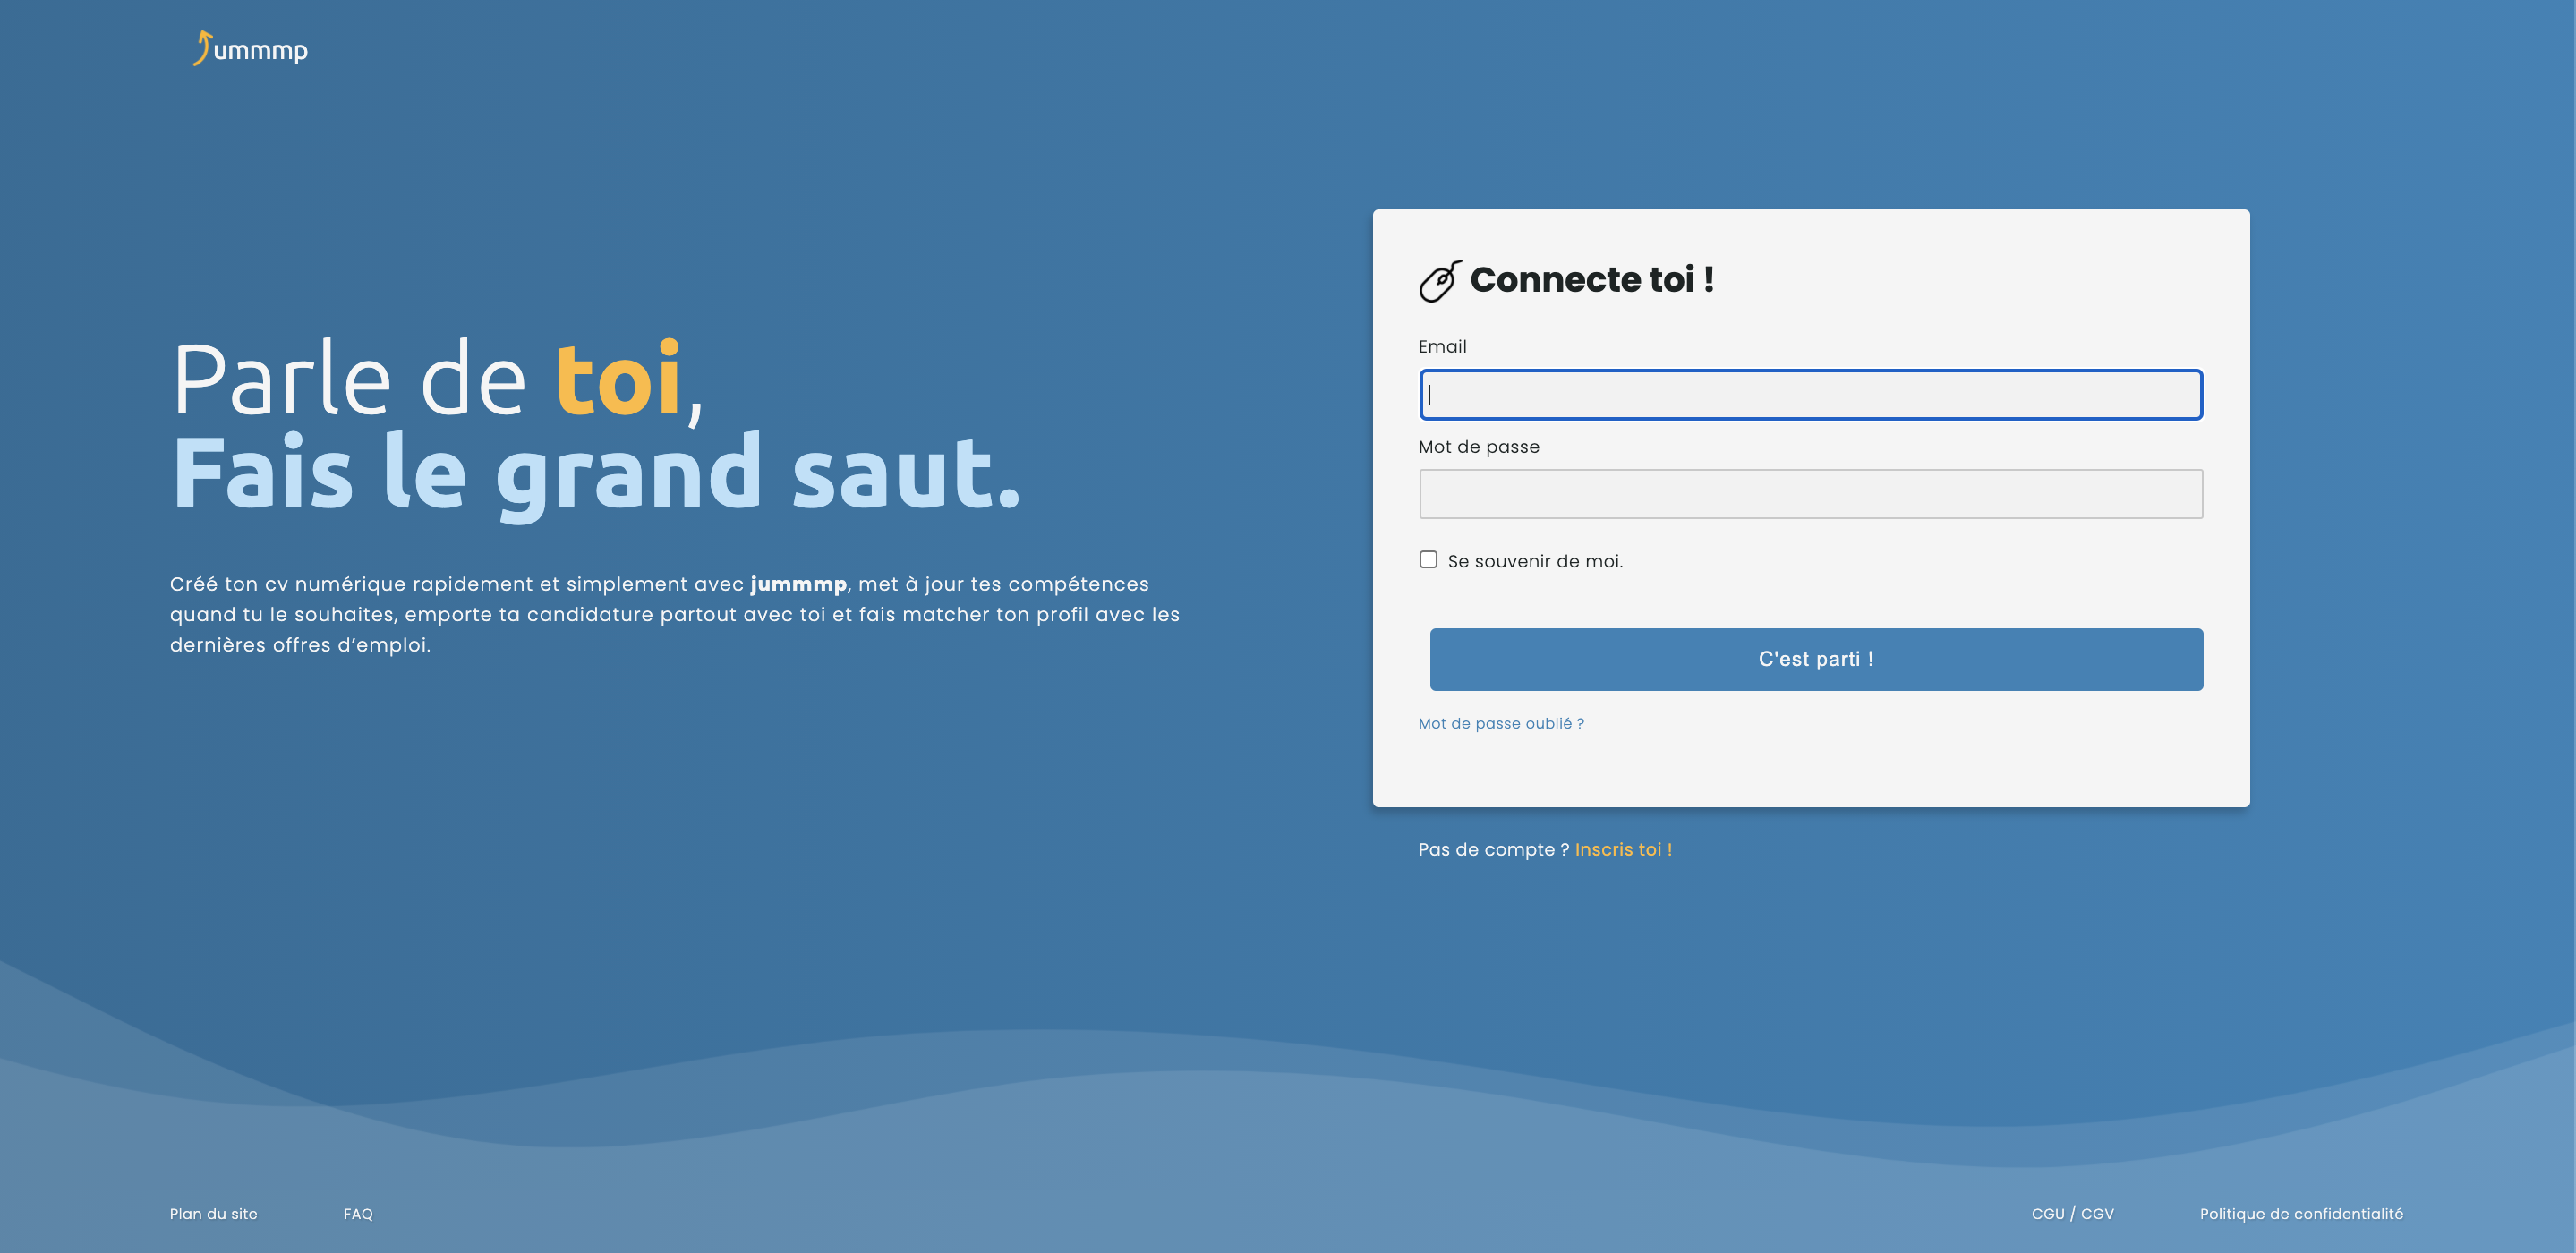 Jummmp
Parle de toi,
Fais le grand saut.
Créé ton cv numérique rapidement et simplement avec jummmp, met à jour tes compétences
quand tu le souhaites, emporte ta candidature partout avec toi et fais matcher ton profil avec les
dernières offres d’emploi.
Connecte toi !
Email
Mot de passe
Se souvenir de moi.
C'est parti !
Mot de passe oublié ?
Pas de compte ? Inscris toi !
Plan du site
FAQ
CGU / CGV
Politique de confidentialité